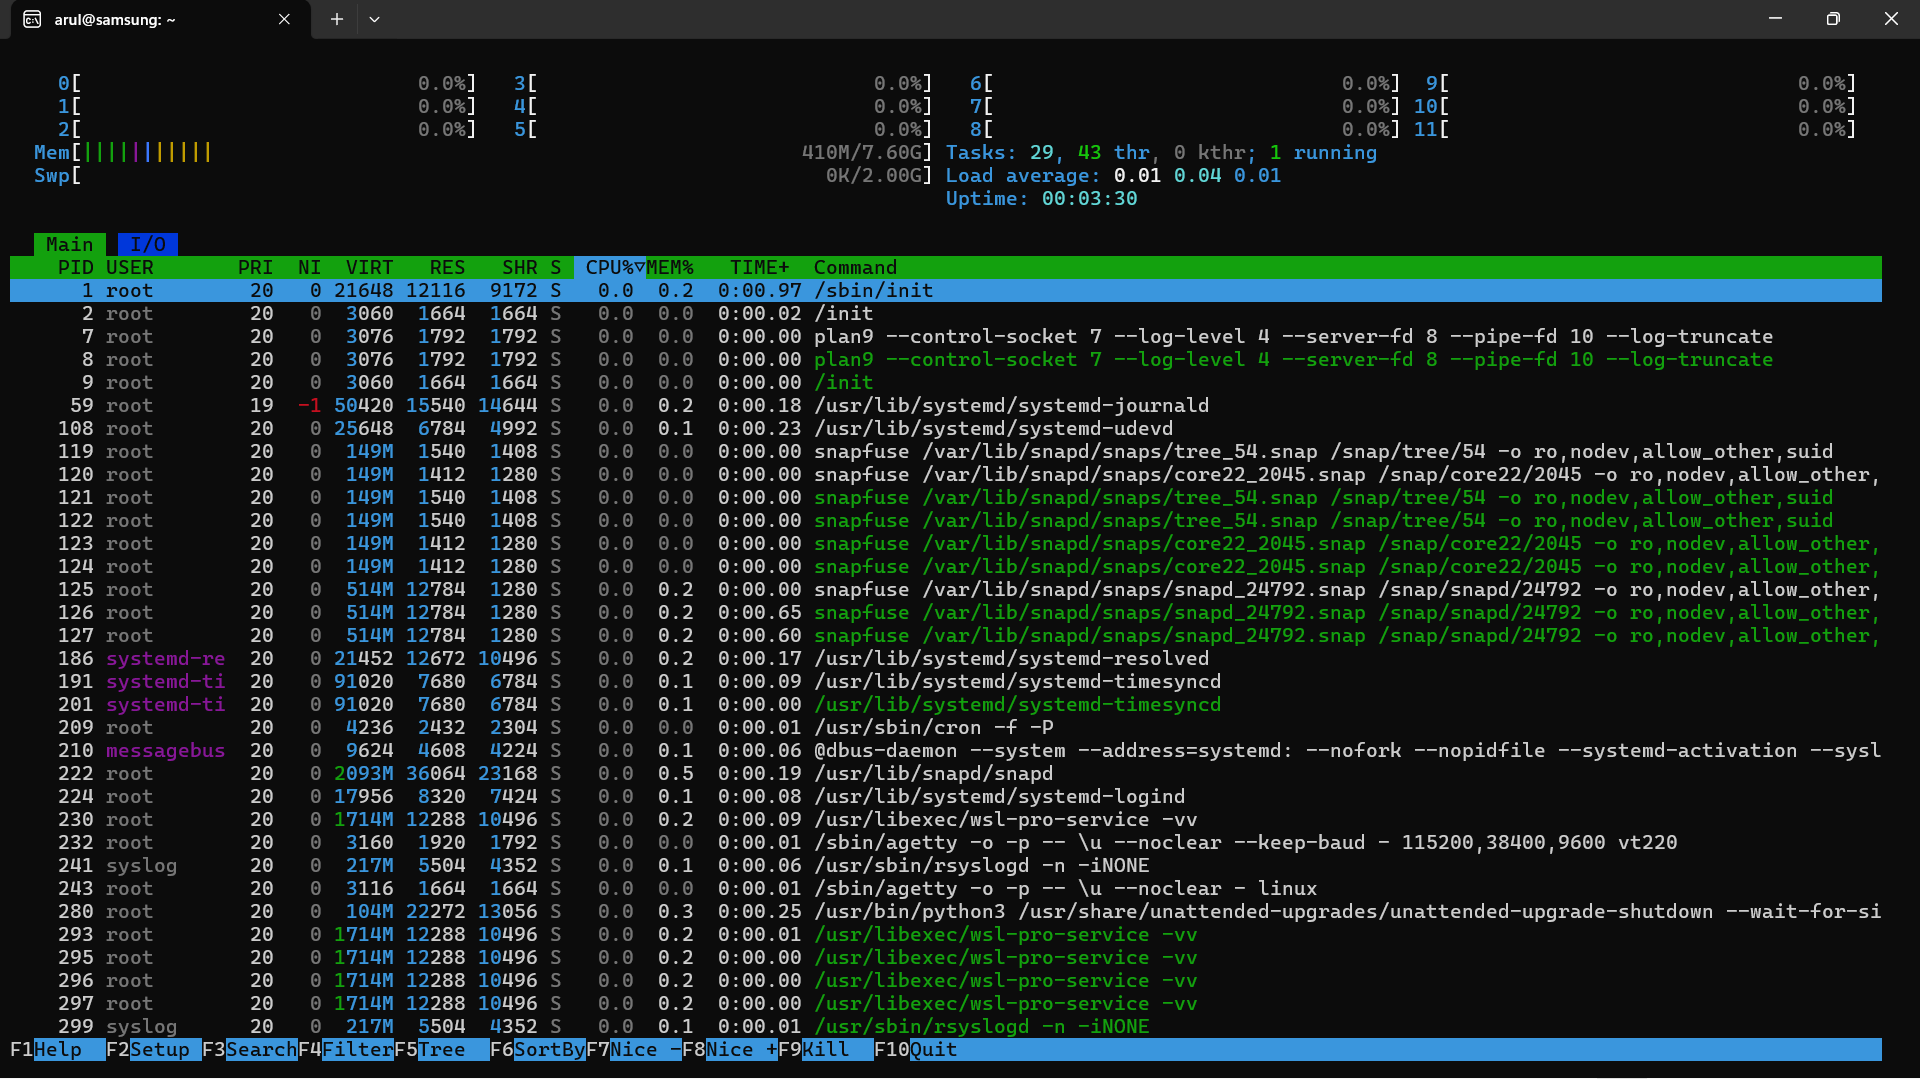 arul@samsung: ~
0[ 0.0%] 3[ 0.0%] 6[ 0.0%] 9[ 0.0%]
1[ 0.0%] 4[ 0.0%] 7[ 0.0%] 10[ 0.0%]
2[ 0.0%] 5[ 0.0%] 8[ 0.0%] 11[ 0.0%]
Mem[||||||||||| 410M/7.60G] Tasks: 29, 43 thr, 0 kthr; 1 running
Swp[ 0K/2.00G] Load average: 0.01 0.04 0.01
Uptime: 00:03:30
Main I/O
PID USER PRI NI VIRT RES SHR S CPU%▽MEM% TIME+ Command
1 root 20 0 21648 12116 9172 S 0.0 0.2 0:00.97 /sbin/init
2 root 20 0 3060 1664 1664 S 0.0 0.0 0:00.02 /init
7 root 20 0 3076 1792 1792 S 0.0 0.0 0:00.00 plan9 --control-socket 7 --log-level 4 --server-fd 8 --pipe-fd 10 --log-truncate
8 root 20 0 3076 1792 1792 S 0.0 0.0 0:00.00 plan9 --control-socket 7 --log-level 4 --server-fd 8 --pipe-fd 10 --log-truncate
9 root 20 0 3060 1664 1664 S 0.0 0.0 0:00.00 /init
59 root 19 -1 50420 15540 14644 S 0.0 0.2 0:00.18 /usr/lib/systemd/systemd-journald
108 root 20 0 25648 6784 4992 S 0.0 0.1 0:00.23 /usr/lib/systemd/systemd-udevd
119 root 20 0 149M 1540 1408 S 0.0 0.0 0:00.00 snapfuse /var/lib/snapd/snaps/tree_54.snap /snap/tree/54 -o ro,nodev,allow_other,suid
120 root 20 0 149M 1412 1280 S 0.0 0.0 0:00.00 snapfuse /var/lib/snapd/snaps/core22_2045.snap /snap/core22/2045 -o ro,nodev,allow_other,
121 root 20 0 149M 1540 1408 S 0.0 0.0 0:00.00 snapfuse /var/lib/snapd/snaps/tree_54.snap /snap/tree/54 -o ro,nodev,allow_other,suid
122 root 20 0 149M 1540 1408 S 0.0 0.0 0:00.00 snapfuse /var/lib/snapd/snaps/tree_54.snap /snap/tree/54 -o ro,nodev,allow_other,suid
123 root 20 0 149M 1412 1280 S 0.0 0.0 0:00.00 snapfuse /var/lib/snapd/snaps/core22_2045.snap /snap/core22/2045 -o ro,nodev,allow_other,
124 root 20 0 149M 1412 1280 S 0.0 0.0 0:00.00 snapfuse /var/lib/snapd/snaps/core22_2045.snap /snap/core22/2045 -o ro,nodev,allow_other,
125 root 20 0 514M 12784 1280 S 0.0 0.2 0:00.00 snapfuse /var/lib/snapd/snaps/snapd_24792.snap /snap/snapd/24792 -o ro,nodev,allow_other,
126 root 20 0 514M 12784 1280 S 0.0 0.2 0:00.65 snapfuse /var/lib/snapd/snaps/snapd_24792.snap /snap/snapd/24792 -o ro,nodev,allow_other,
127 root 20 0 514M 12784 1280 S 0.0 0.2 0:00.60 snapfuse /var/lib/snapd/snaps/snapd_24792.snap /snap/snapd/24792 -o ro,nodev,allow_other,
186 systemd-re 20 0 21452 12672 10496 S 0.0 0.2 0:00.17 /usr/lib/systemd/systemd-resolved
191 systemd-ti 20 0 91020 7680 6784 S 0.0 0.1 0:00.09 /usr/lib/systemd/systemd-timesyncd
201 systemd-ti 20 0 91020 7680 6784 S 0.0 0.1 0:00.00 /usr/lib/systemd/systemd-timesyncd
209 root 20 0 4236 2432 2304 S 0.0 0.0 0:00.01 /usr/sbin/cron -f -P
210 messagebus 20 0 9624 4608 4224 S 0.0 0.1 0:00.06 @dbus-daemon --system --address=systemd: --nofork --nopidfile --systemd-activation --sysl
222 root 20 0 2093M 36064 23168 S 0.0 0.5 0:00.19 /usr/lib/snapd/snapd
224 root 20 0 17956 8320 7424 S 0.0 0.1 0:00.08 /usr/lib/systemd/systemd-logind
230 root 20 0 1714M 12288 10496 S 0.0 0.2 0:00.09 /usr/libexec/wsl-pro-service -vv
232 root 20 0 3160 1920 1792 S 0.0 0.0 0:00.01 /sbin/agetty -o -p -- \u --noclear --keep-baud - 115200,38400,9600 vt220
241 syslog 20 0 217M 5504 4352 S 0.0 0.1 0:00.06 /usr/sbin/rsyslogd -n -iNONE
243 root 20 0 3116 1664 1664 S 0.0 0.0 0:00.01 /sbin/agetty -o -p -- \u --noclear - linux
280 root 20 0 104M 22272 13056 S 0.0 0.3 0:00.25 /usr/bin/python3 /usr/share/unattended-upgrades/unattended-upgrade-shutdown --wait-for-si
293 root 20 0 1714M 12288 10496 S 0.0 0.2 0:00.01 /usr/libexec/wsl-pro-service -vv
295 root 20 0 1714M 12288 10496 S 0.0 0.2 0:00.00 /usr/libexec/wsl-pro-service -vv
296 root 20 0 1714M 12288 10496 S 0.0 0.2 0:00.00 /usr/libexec/wsl-pro-service -vv
297 root 20 0 1714M 12288 10496 S 0.0 0.2 0:00.00 /usr/libexec/wsl-pro-service -vv
299 syslog 20 0 217M 5504 4352 S 0.0 0.1 0:00.01 /usr/sbin/rsyslogd -n -iNONE
F1Help F2Setup F3SearchF4FilterF5Tree F6SortByF7Nice -F8Nice +F9Kill F10Quit